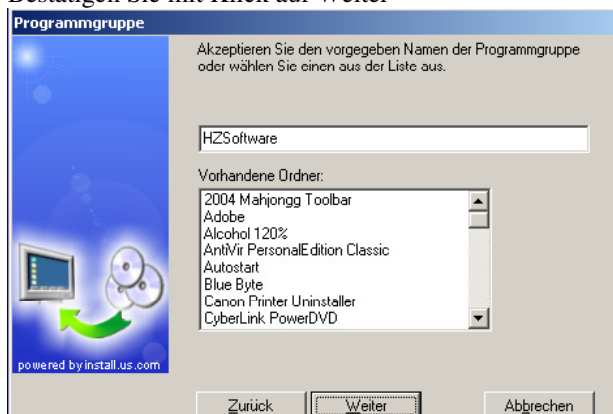 Bestätigen Sie mit Klick auf Weiter
Programmgruppe
Akzeptieren Sie den vorgegeben Namen der Programmgruppe
oder wählen Sie einen aus der Liste aus.
HZSoftware
Vorhandene Ordner:
2004 Mahjongg Toolbar
Adobe
Alcohol 120%
AntiVir PersonalEdition Classic
Autostart
Blue Byte
Canon Printer Uninstaller
CyberLink PowerDVD
powered by install.us.com
Zurück
Weiter
Abbrechen